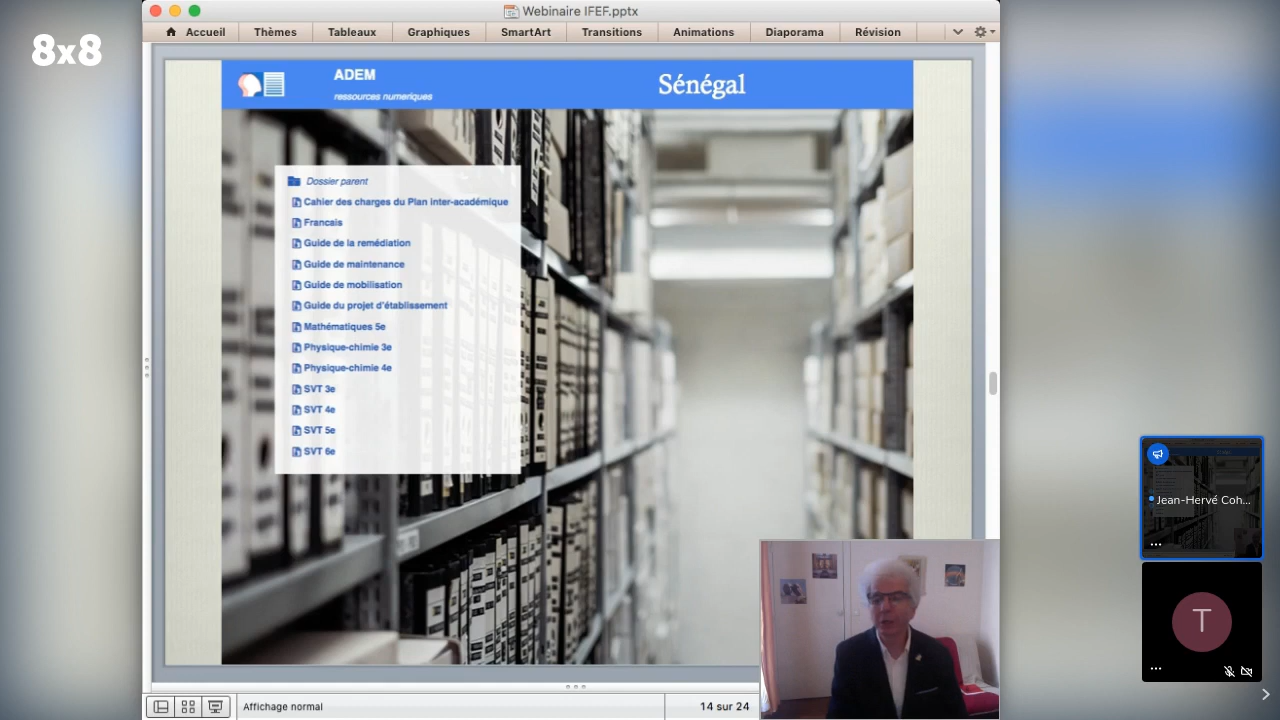 8x8
Webinaire IFEF.pptx
Accueil Thèmes Tableaux Graphiques SmartArt Transitions Animations Diaporama Révision
ADEM
ressources numeriques
Sénégal
Dossier parent
Cahier des charges du Plan inter-académique
Francais
Guide de la remédiation
Guide de maintenance
Guide de mobilisation
Guide du projet d'établissement
Mathématiques 5e
Physique-chimie 3e
Physique-chimie 4e
SVT 3e
SVT 4e
SVT 5e
SVT 6e
Jean-Hervé Coh...
T
Affichage normal
14 sur 24